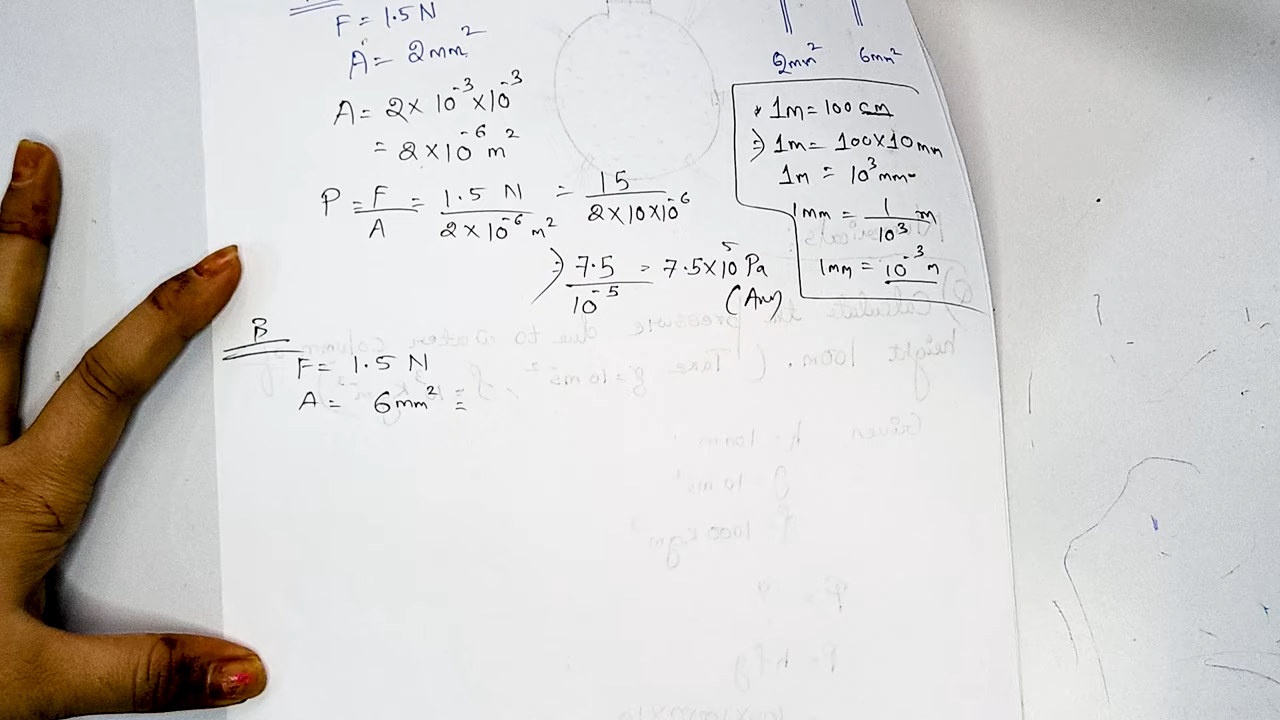 F = 1.5 N
A = 2mm²
2mm² 6mm²
A = 2 × 10⁻³ × 10⁻³
= 2 × 10⁻⁶ m²
P = F/A = 1.5 N / 2 × 10⁻⁶ m² = 15 / 2 × 10 × 10⁻⁶
⇒ 7.5 / 10⁻⁵ = 7.5 × 10⁵ Pa
(Ans)
* 1m = 100 cm
⇒ 1m = 100 × 10 mm
1m = 10³ mm
1mm = 1/10³ m
1mm = 10⁻³ m
B
F = 1.5 N
A = 6mm² =